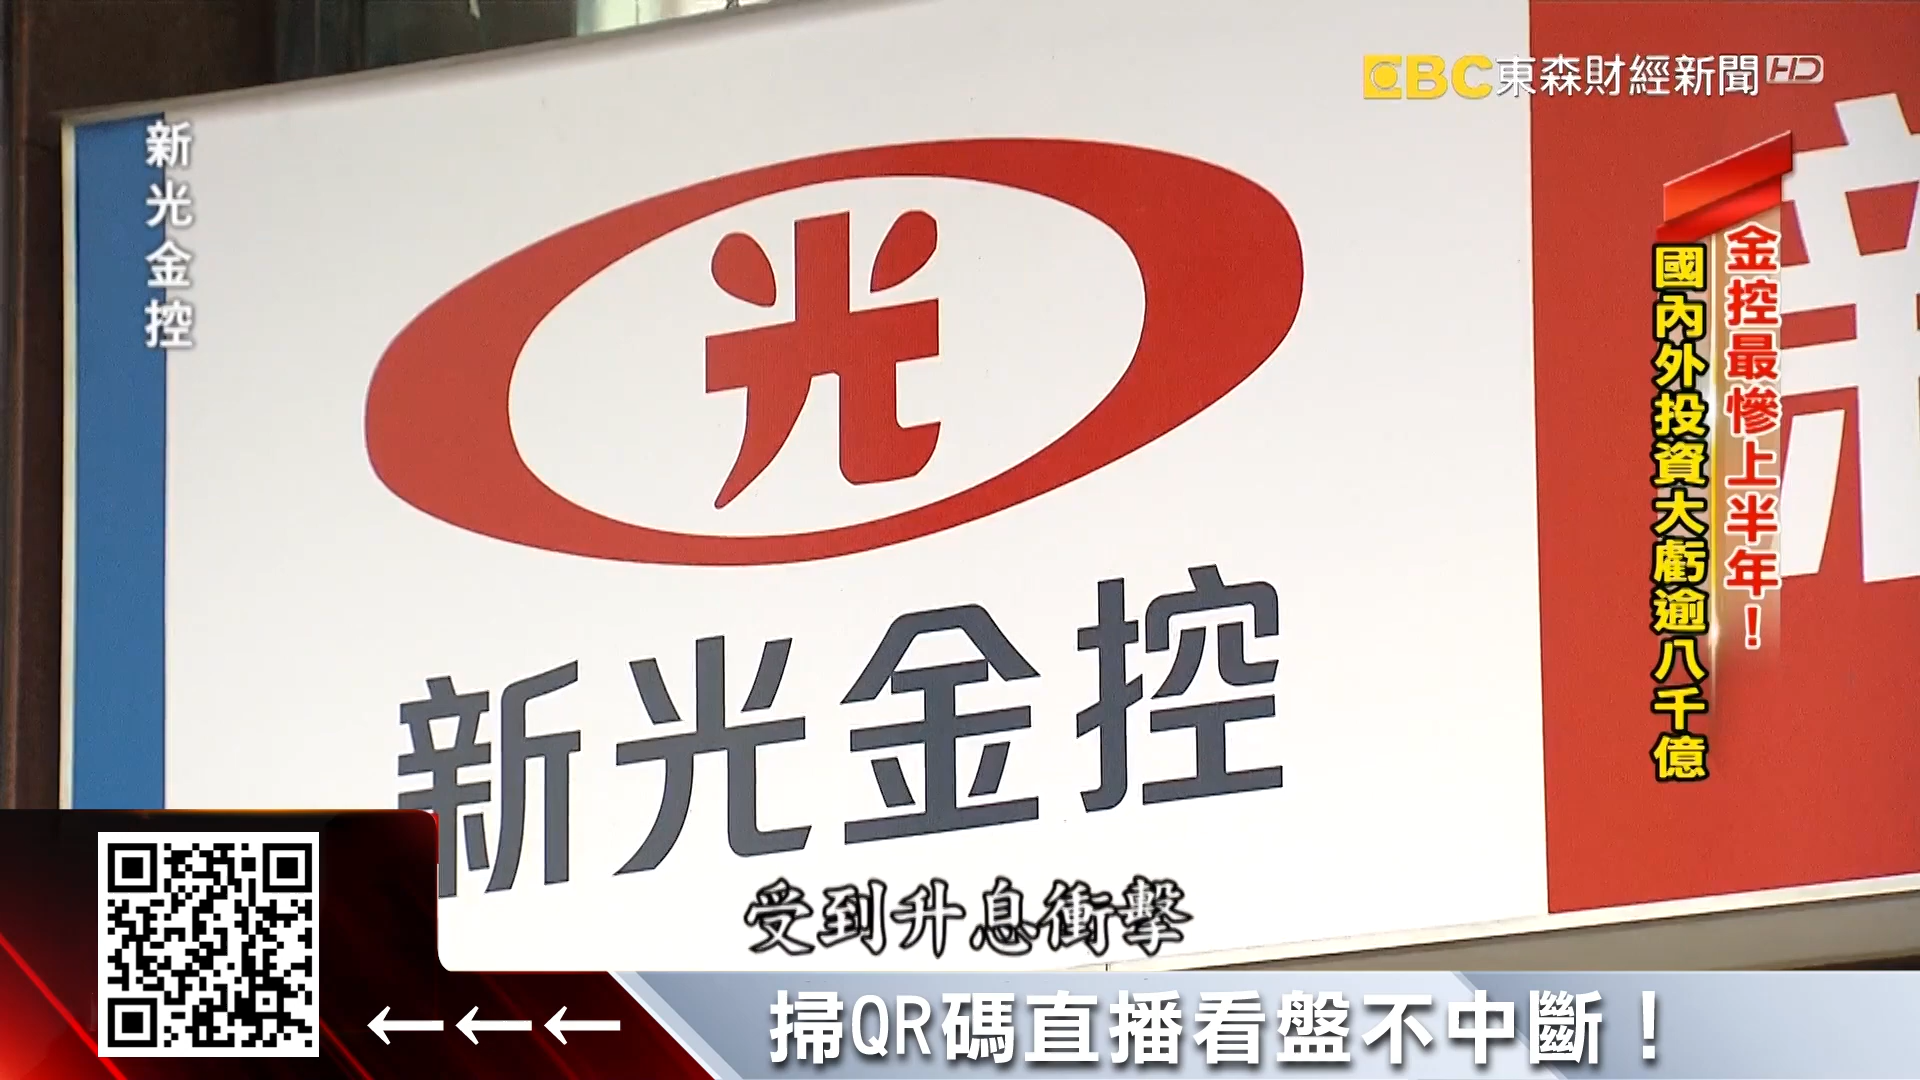 EBC東森財經新聞HD
金控最慘上半年！
國內外投資大虧逾八千億
新光金控
光
新光金控
新
受到升息衝擊
←←← 掃QR碼直播看盤不中斷！